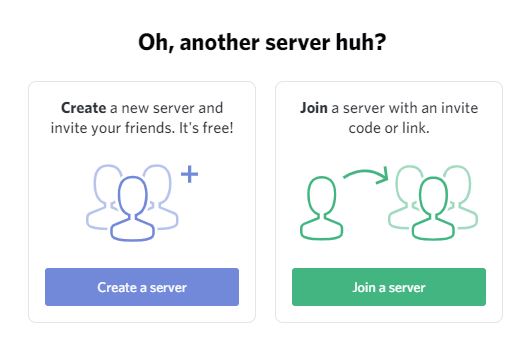 Oh, another server huh?
Create a new server and
invite your friends. It's free!
Create a server
Join a server with an invite
code or link.
Join a server